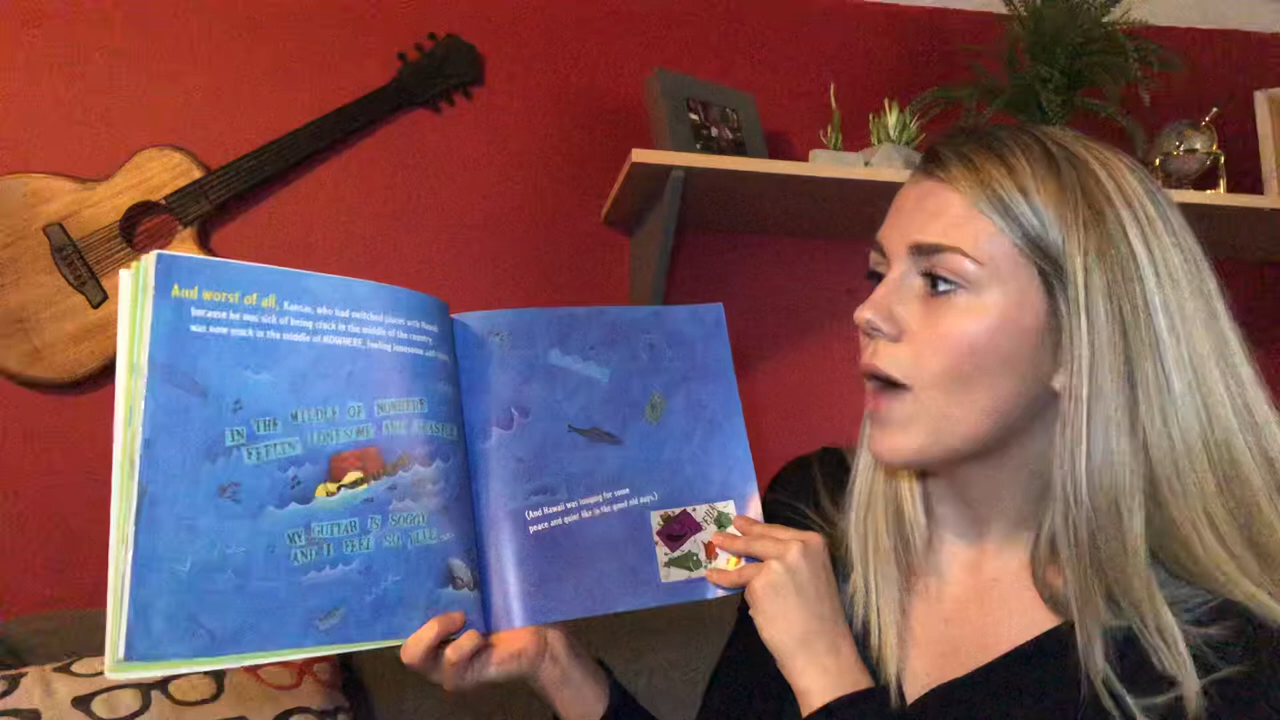 And worst of all, Kansas, who had switched places with Hawaii
because he was sick of being stuck in the middle of the country,
was now stuck in the middle of NOWHERE, feeling lonesome and
IN THE MIDDLE OF NOWHERE
FEELIN' LONESOME AND
MY GUITAR IS SOGGY
AND I FEEL SO
(And Hawaii was longing for some
peace and quiet like in the good old days.)